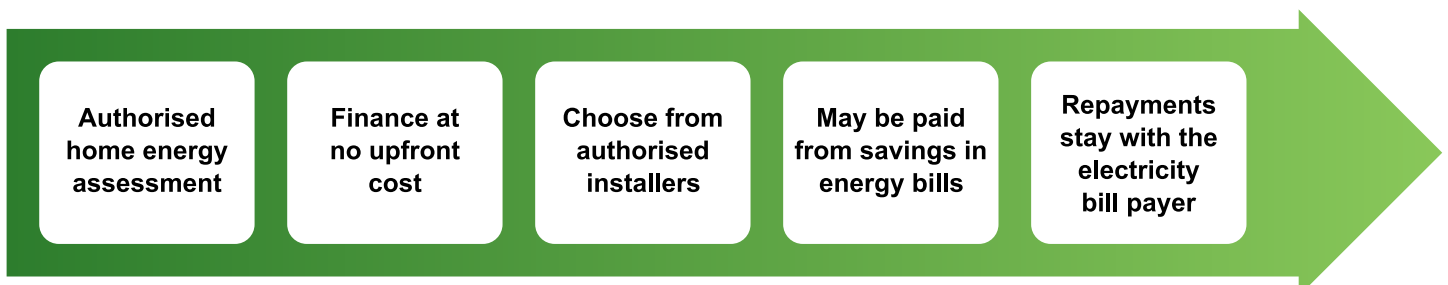 Authorised
home energy
assessment
Finance at
no upfront
cost
Choose from
authorised
installers
May be paid
from savings in
energy bills
Repayments
stay with the
electricity
bill payer